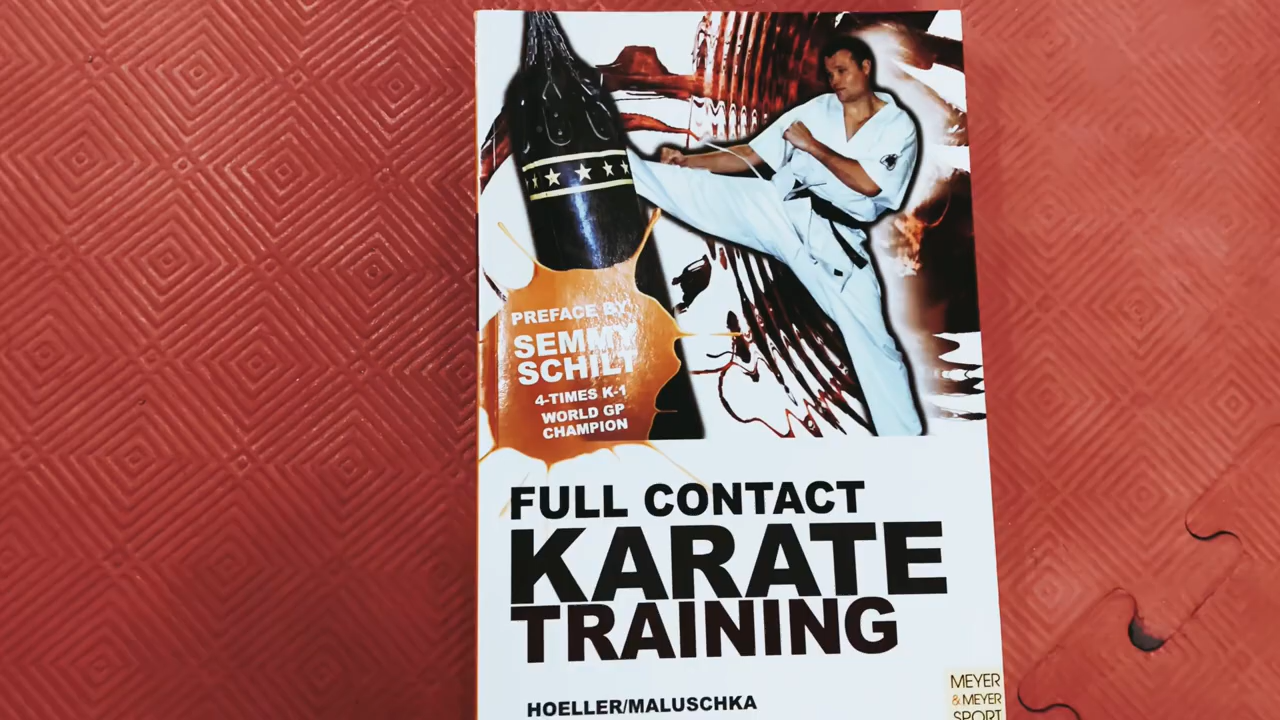 PREFACE BY
SEMMY
SCHILT
4-TIMES K-1
WORLD GP
CHAMPION
FULL CONTACT
KARATE
TRAINING
HOELLER/MALUSCHKA
MEYER
& MEYER
SPORT